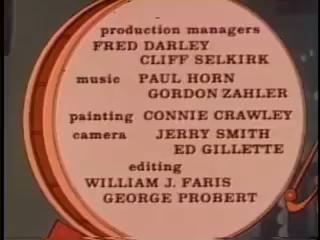 production managers
FRED DARLEY
CLIFF SELKIRK
music PAUL HORN
GORDON ZAHLER
painting CONNIE CRAWLEY
camera JERRY SMITH
ED GILLETTE
editing
WILLIAM J. FARIS
GEORGE PROBERT